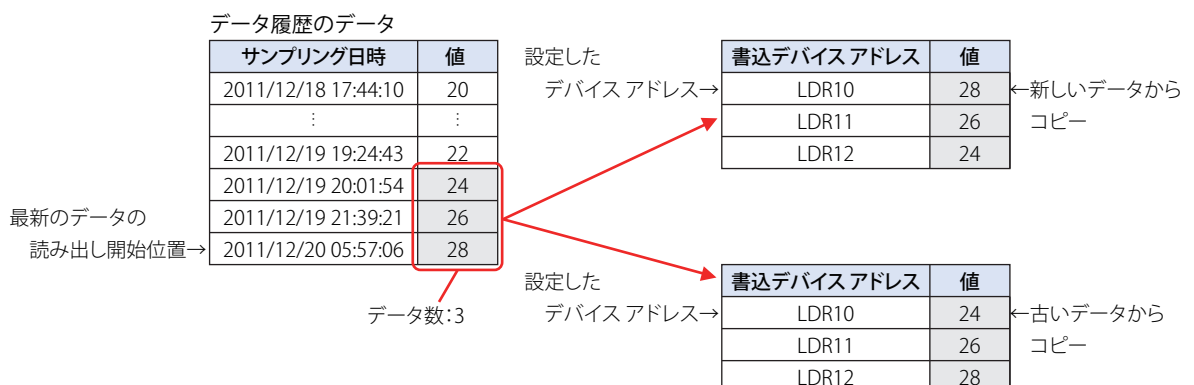 データ履歴のデータ
サンプリング日時 値
2011/12/18 17:44:10 20
⋮ ⋮
2011/12/19 19:24:43 22
2011/12/19 20:01:54 24
2011/12/19 21:39:21 26
2011/12/20 05:57:06 28
最新のデータの
読み出し開始位置→
データ数：3
設定した
デバイス アドレス→
書込デバイス アドレス 値
LDR10 28
LDR11 26
LDR12 24
←新しいデータから
コピー
設定した
デバイス アドレス→
書込デバイス アドレス 値
LDR10 24
LDR11 26
LDR12 28
←古いデータから
コピー